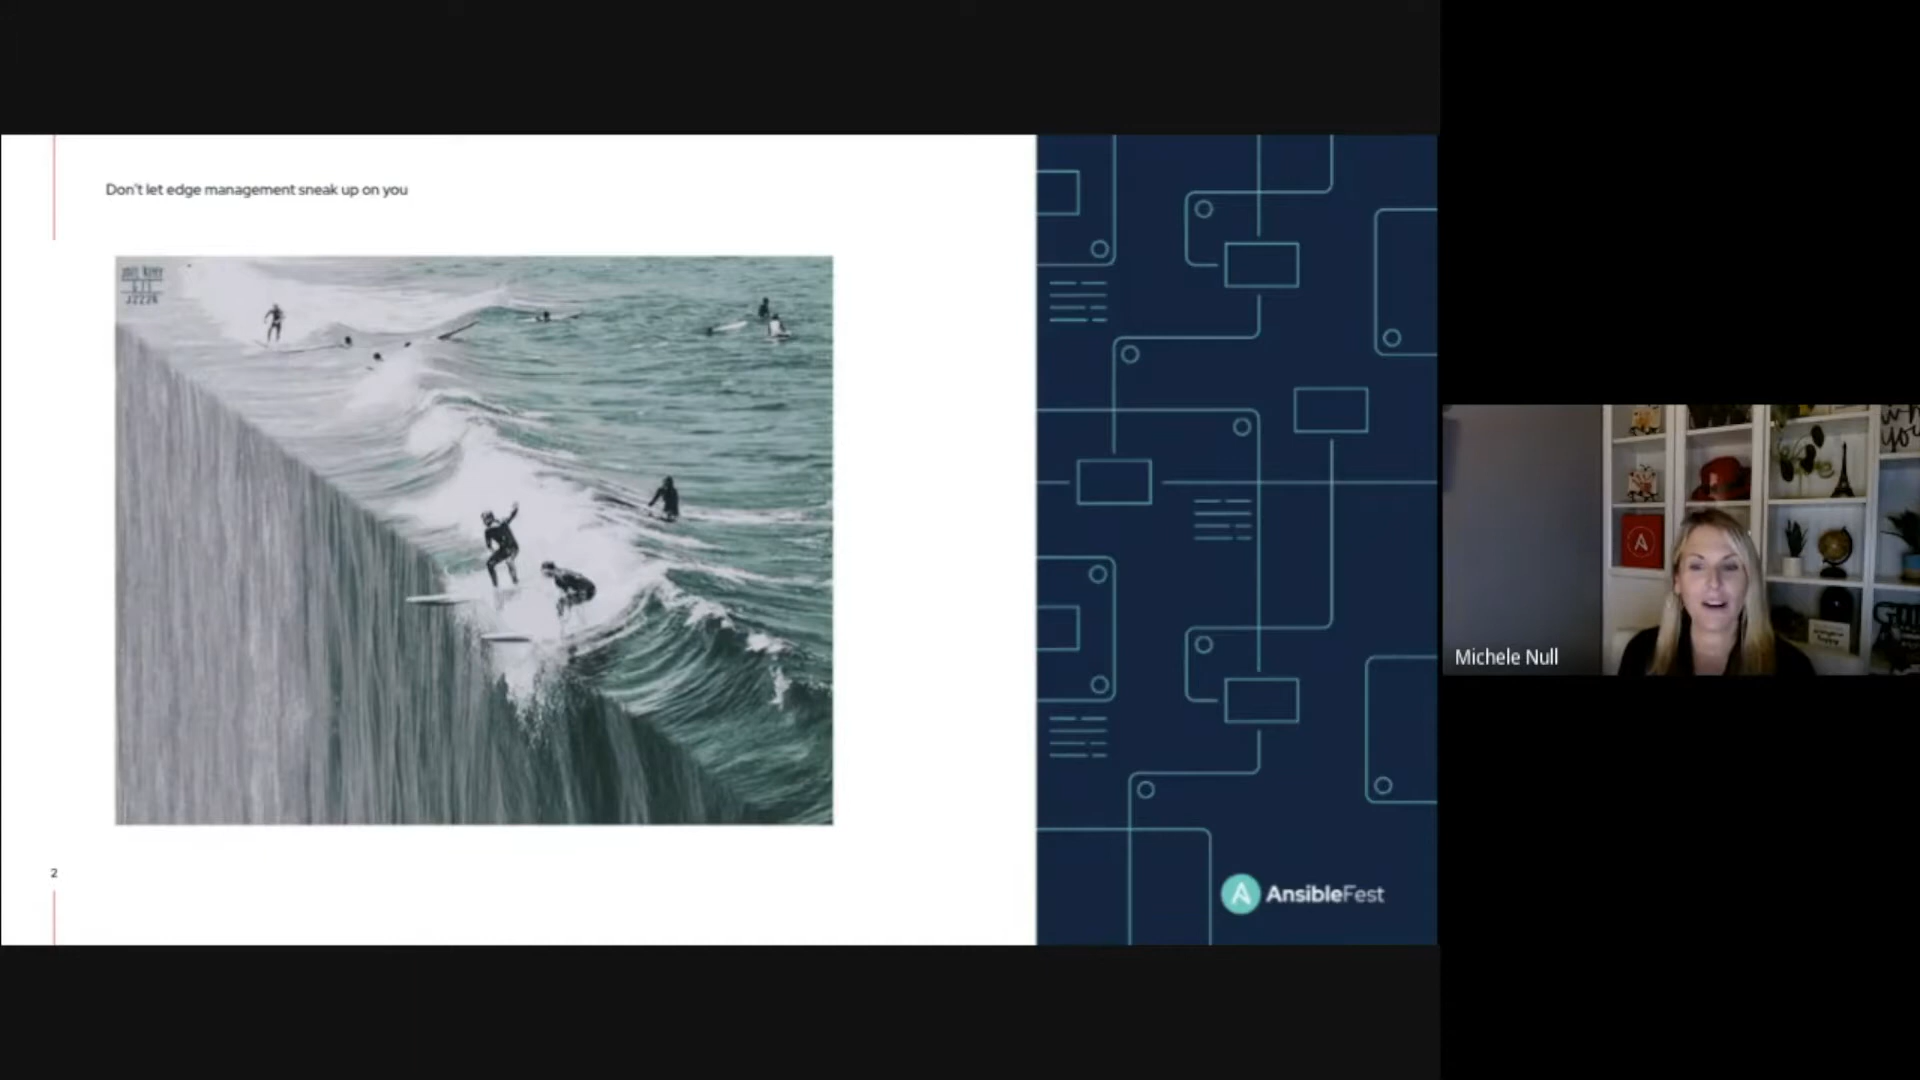 Don't let edge management sneak up on you
2
AnsibleFest
Michele Null